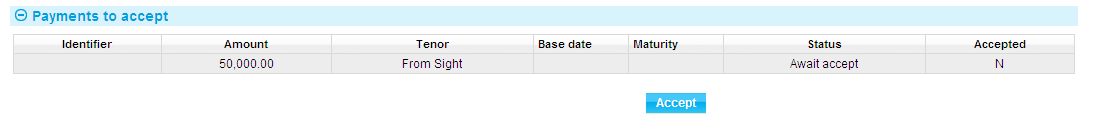 Payments to accept
Identifier Amount Tenor Base date Maturity Status Accepted
50,000.00 From Sight Await accept N
Accept